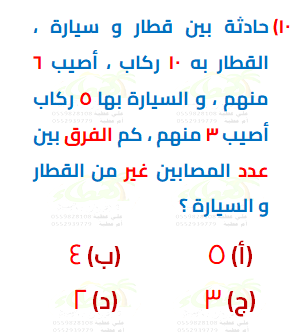 ١٠) حادثة بين قطار و سيارة ،
القطار به ١٠ ركاب ، أصيب ٦
منهم ، و السيارة بها ٥ ركاب
أصيب ٣ منهم ، كم الفرق بين
عدد المصابين غير من القطار
و السيارة ؟
(أ) ٥ (ب) ٤
(ج) ٣ (د) ٢